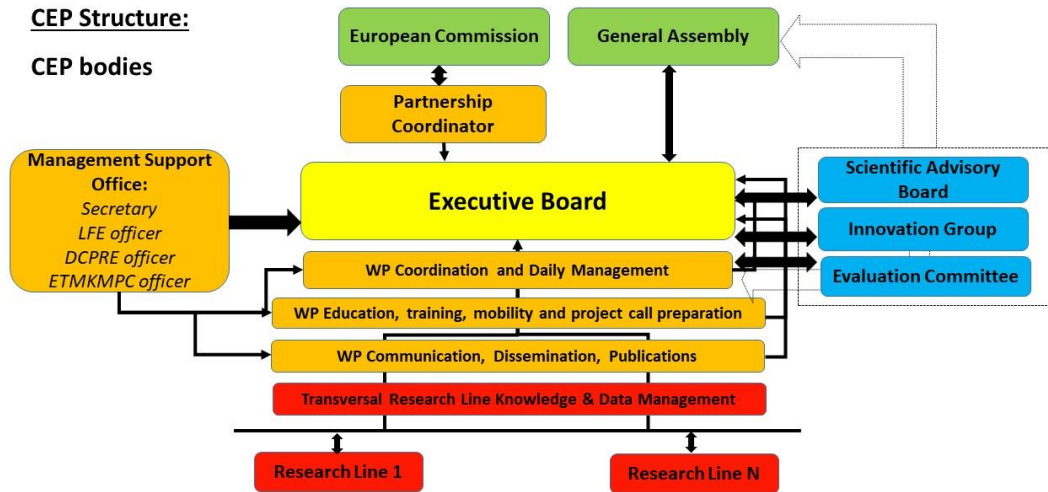 CEP Structure:
CEP bodies
European Commission
General Assembly
Partnership
Coordinator
Management Support
Office:
Secretary
LFE officer
DCPRE officer
ETMKMPC officer
Executive Board
Scientific Advisory
Board
Innovation Group
Evaluation Committee
WP Coordination and Daily Management
WP Education, training, mobility and project call preparation
WP Communication, Dissemination, Publications
Transversal Research Line Knowledge & Data Management
Research Line 1
Research Line N